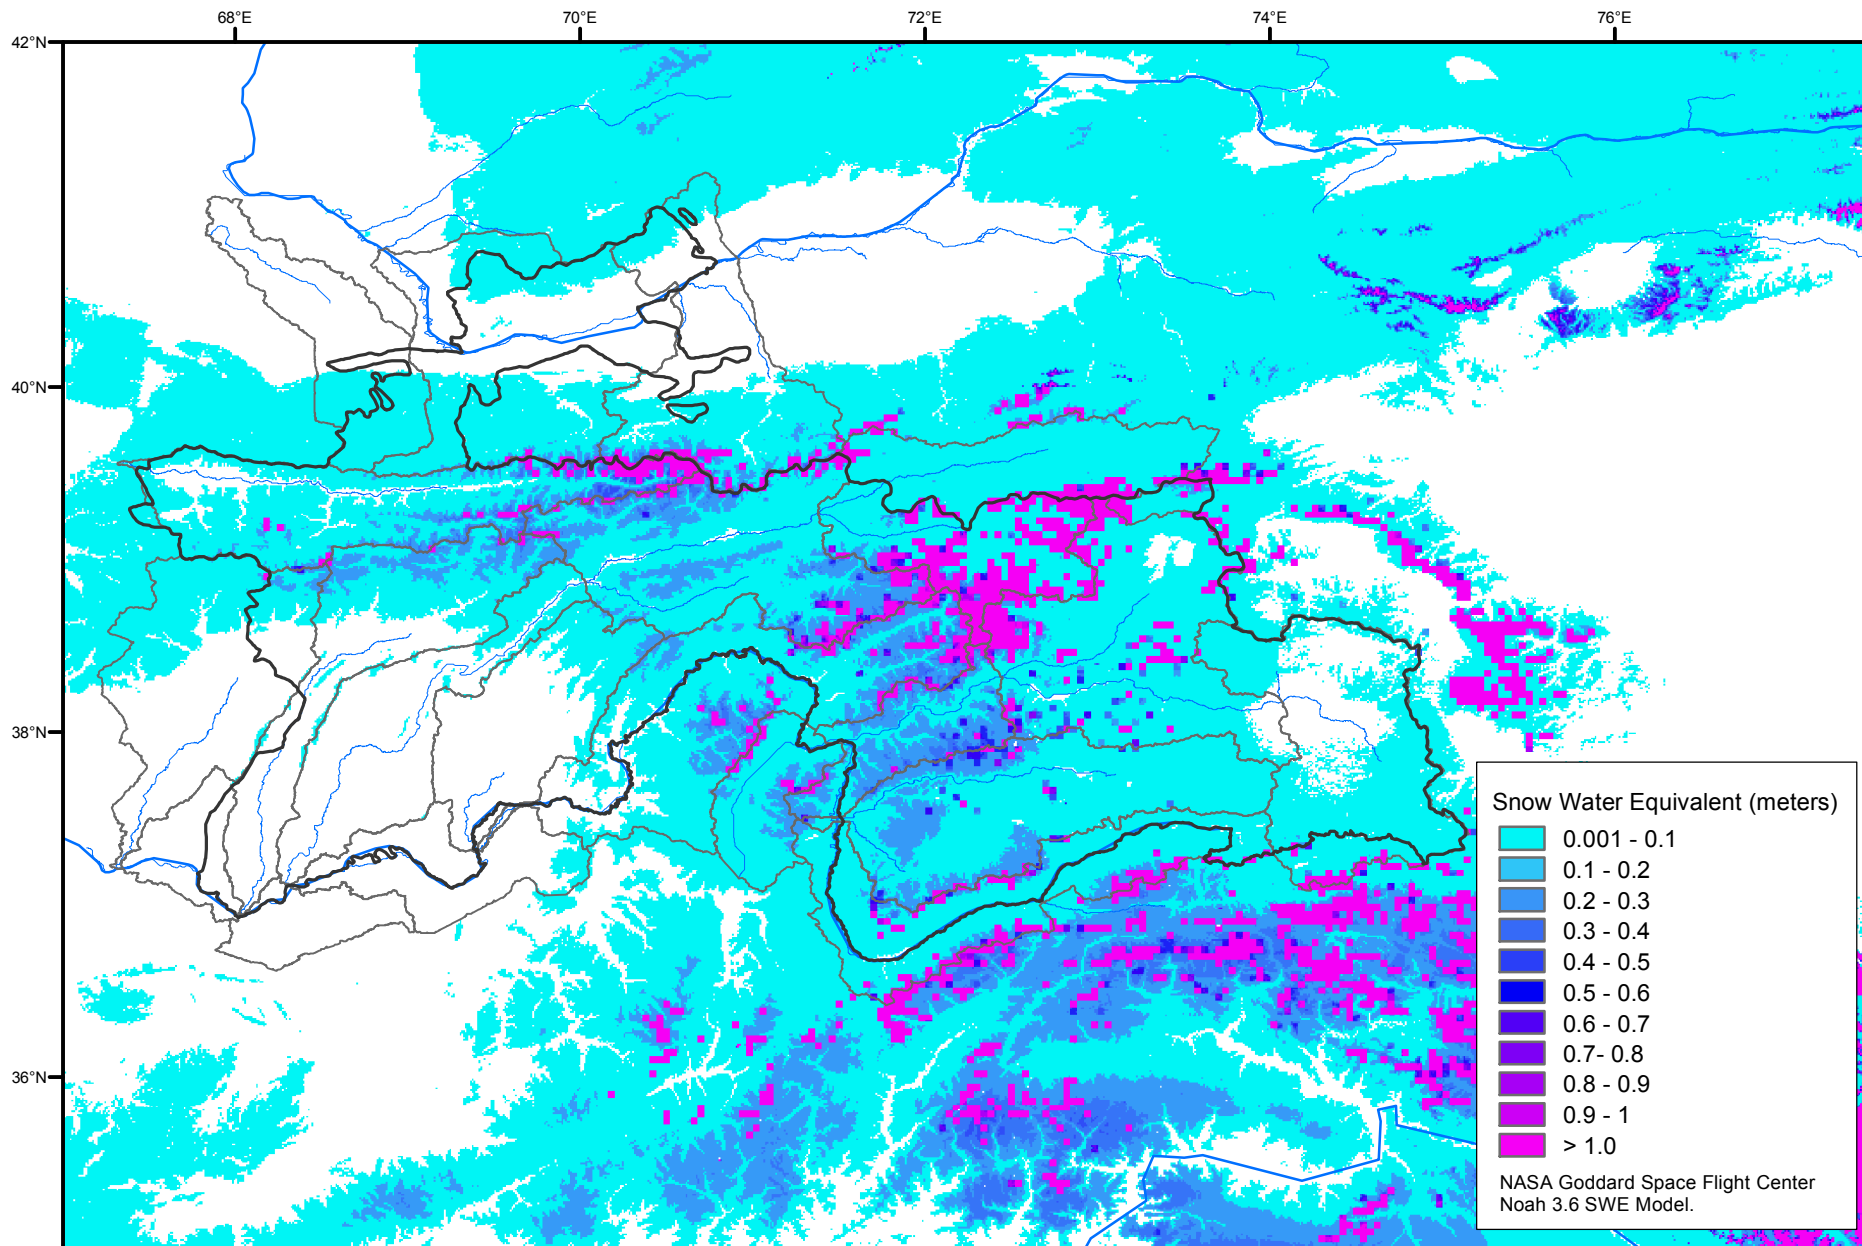 68°E 70°E 72°E 74°E 76°E
42°N
40°N
38°N
36°N
Snow Water Equivalent (meters)
0.001 - 0.1
0.1 - 0.2
0.2 - 0.3
0.3 - 0.4
0.4 - 0.5
0.5 - 0.6
0.6 - 0.7
0.7- 0.8
0.8 - 0.9
0.9 - 1
> 1.0
NASA Goddard Space Flight Center
Noah 3.6 SWE Model.